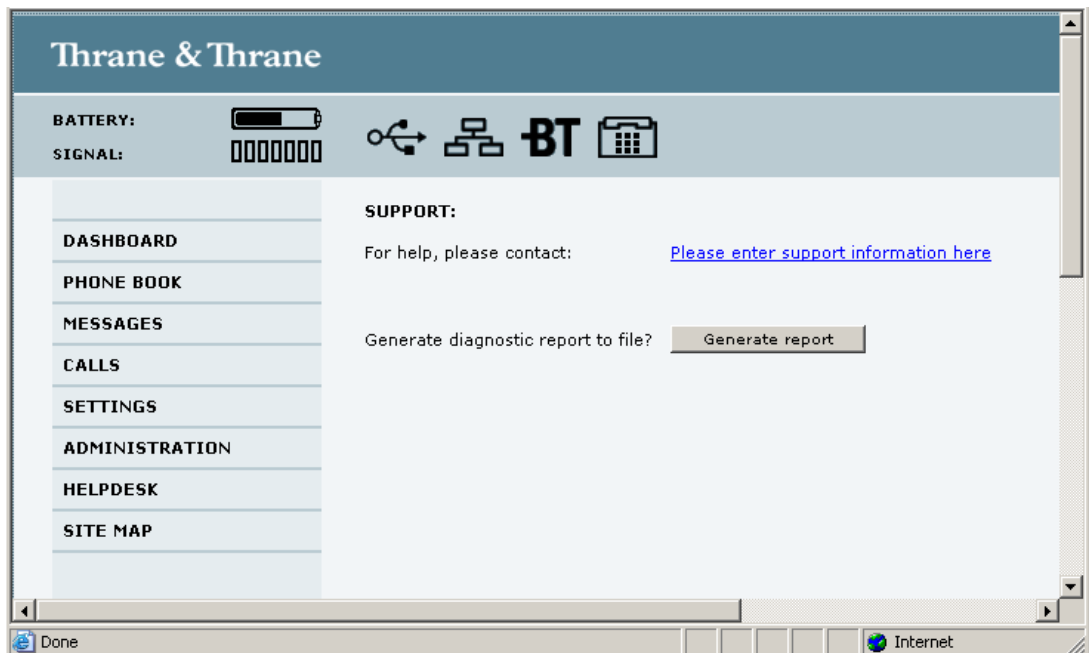 Thrane & Thrane
BATTERY:
SIGNAL:
BT
SUPPORT:
For help, please contact: Please enter support information here
Generate diagnostic report to file? Generate report
DASHBOARD
PHONE BOOK
MESSAGES
CALLS
SETTINGS
ADMINISTRATION
HELPDESK
SITE MAP
Done
Internet